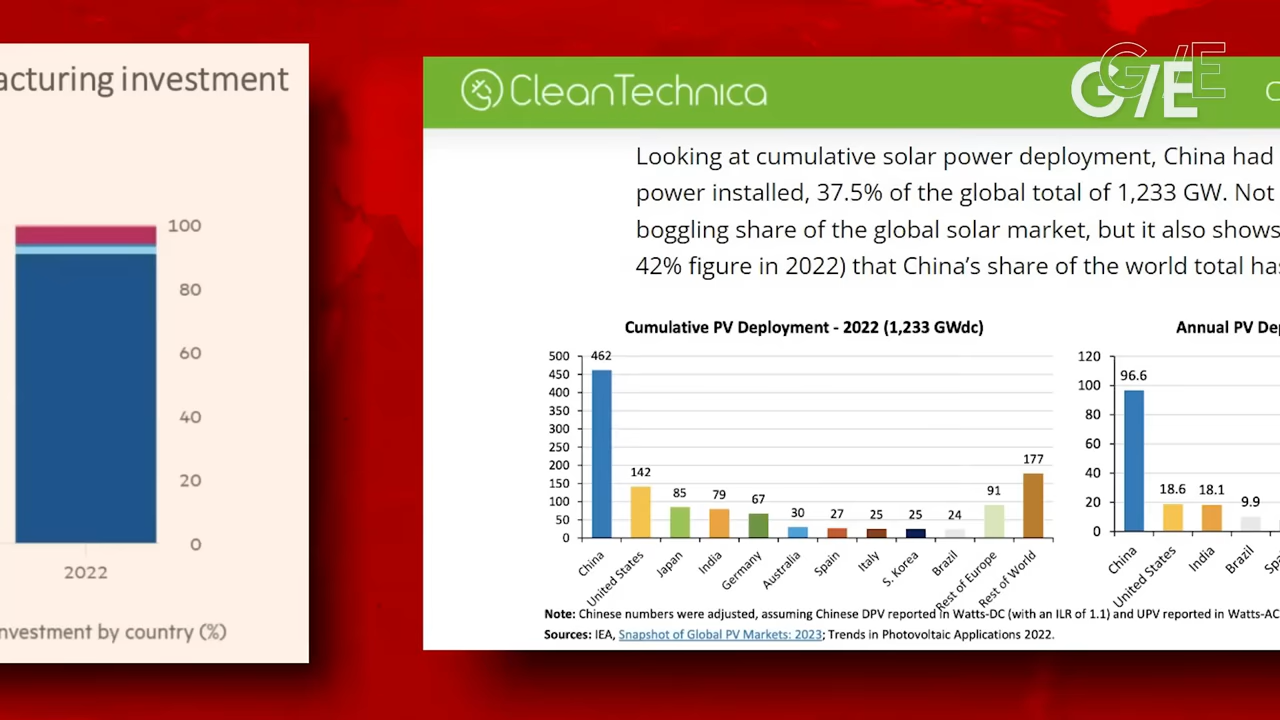 acturing investment
100
80
60
40
20
0
2022
nvestment by country (%)
CleanTechnica
G/E
G/E
Looking at cumulative solar power deployment, China had
power installed, 37.5% of the global total of 1,233 GW. Not
boggling share of the global solar market, but it also shows
42% figure in 2022) that China's share of the world total ha
Cumulative PV Deployment - 2022 (1,233 GWdc)
500
450
400
350
300
250
200
150
100
50
0
462
142
85
79
67
30
27
25
25
24
91
177
China
United States
Japan
India
Germany
Australia
Spain
Italy
S. Korea
Brazil
Rest of Europe
Rest of World
Annual PV Dep
120
100
80
60
40
20
0
96.6
18.6
18.1
9.9
China
United States
India
Brazil
Sp
Note: Chinese numbers were adjusted, assuming Chinese DPV reported in Watts-DC (with an ILR of 1.1) and UPV reported in Watts-AC
Sources: IEA, Snapshot of Global PV Markets: 2023; Trends in Photovoltaic Applications 2022.